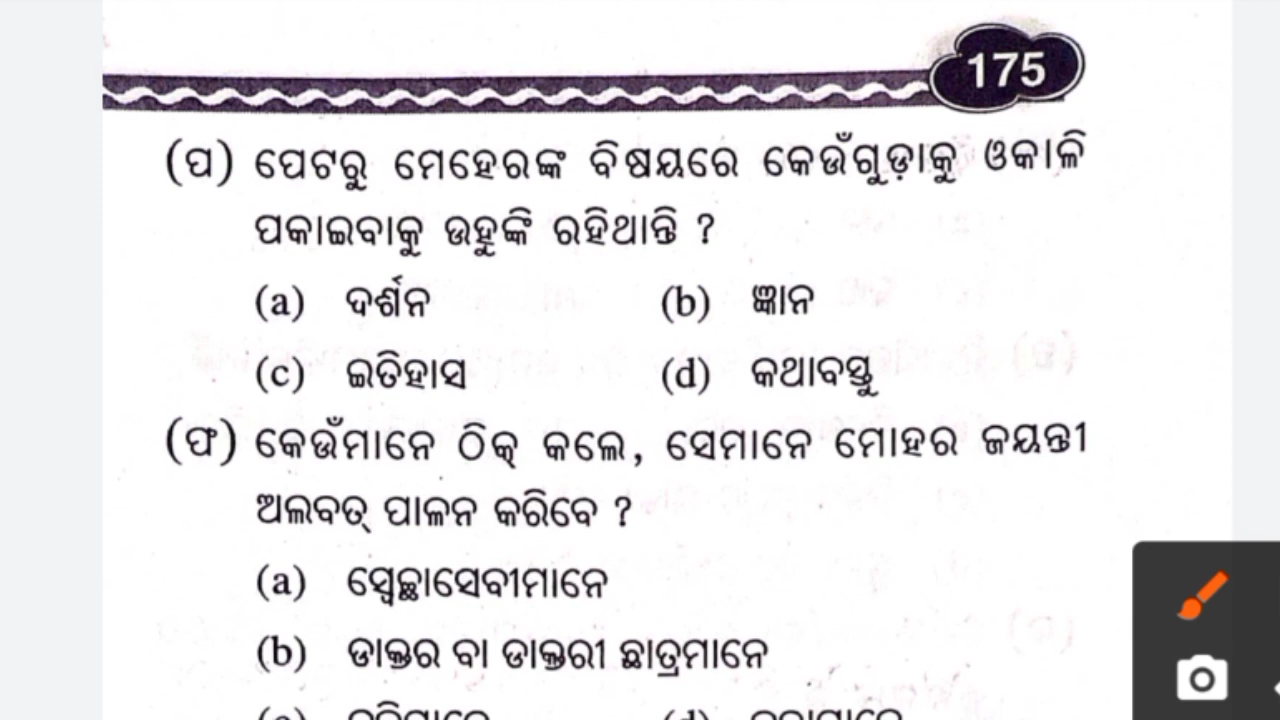 175
(ପ) ପେଟରୁ ମେହେରଙ୍କ ବିଷୟରେ କେଉଁଗୁଡ଼ାକୁ ଓକାଳି
ପକାଇବାକୁ ଉହୁଙ୍କି ରହିଥାନ୍ତି ?
(a) ଦର୍ଶନ (b) ଜ୍ଞାନ
(c) ଇତିହାସ (d) କଥାବସ୍ତୁ
(ଫ) କେଉଁମାନେ ଠିକ୍ କଲେ, ସେମାନେ ମୋହର ଜୟନ୍ତୀ
ଅଲବତ୍ ପାଳନ କରିବେ ?
(a) ସ୍ୱେଚ୍ଛାସେବୀମାନେ
(b) ଡାକ୍ତର ବା ଡାକ୍ତରୀ ଛାତ୍ରମାନେ